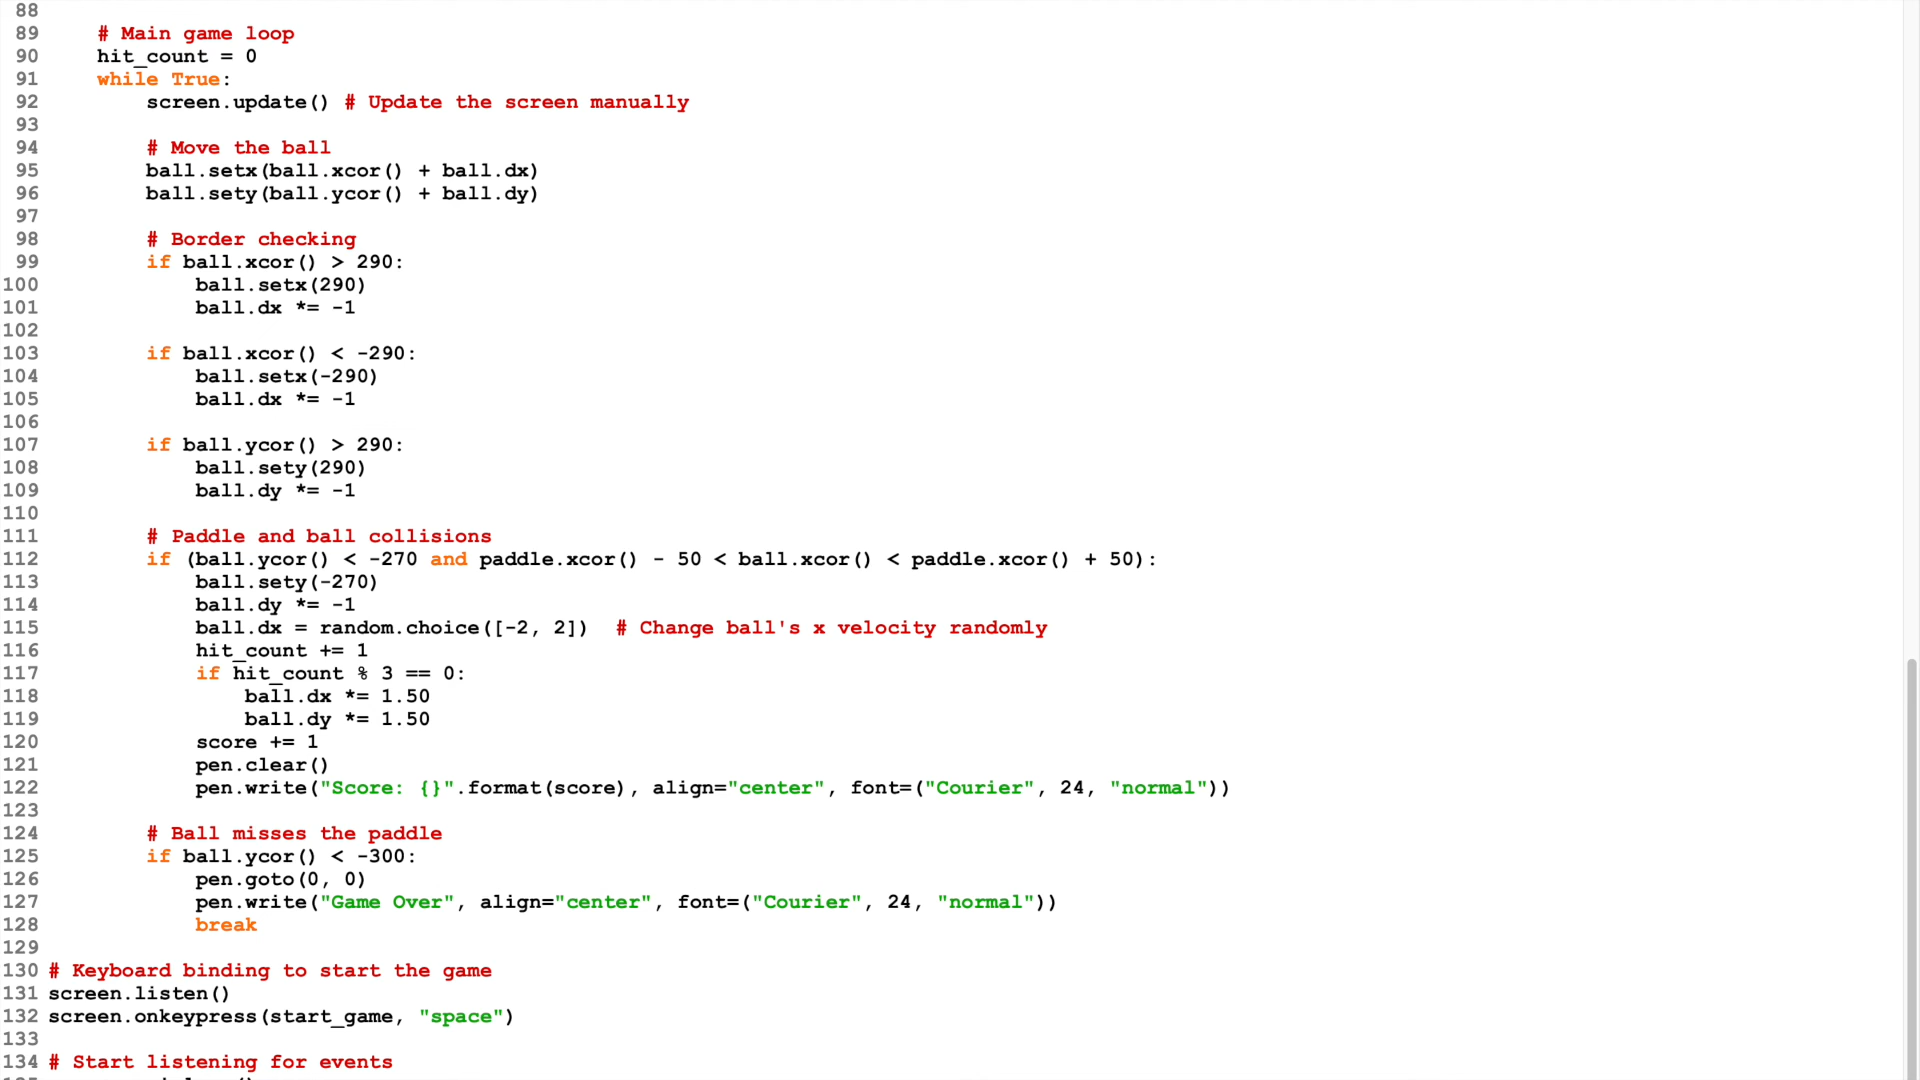 88
89 # Main game loop
90 hit_count = 0
91 while True:
92 screen.update() # Update the screen manually
93
94 # Move the ball
95 ball.setx(ball.xcor() + ball.dx)
96 ball.sety(ball.ycor() + ball.dy)
97
98 # Border checking
99 if ball.xcor() > 290:
100 ball.setx(290)
101 ball.dx *= -1
102
103 if ball.xcor() < -290:
104 ball.setx(-290)
105 ball.dx *= -1
106
107 if ball.ycor() > 290:
108 ball.sety(290)
109 ball.dy *= -1
110
111 # Paddle and ball collisions
112 if (ball.ycor() < -270 and paddle.xcor() - 50 < ball.xcor() < paddle.xcor() + 50):
113 ball.sety(-270)
114 ball.dy *= -1
115 ball.dx = random.choice([-2, 2])  # Change ball's x velocity randomly
116 hit_count += 1
117 if hit_count % 3 == 0:
118 ball.dx *= 1.50
119 ball.dy *= 1.50
120 score += 1
121 pen.clear()
122 pen.write("Score: {}".format(score), align="center", font=("Courier", 24, "normal"))
123
124 # Ball misses the paddle
125 if ball.ycor() < -300:
126 pen.goto(0, 0)
127 pen.write("Game Over", align="center", font=("Courier", 24, "normal"))
128 break
129
130 # Keyboard binding to start the game
131 screen.listen()
132 screen.onkeypress(start_game, "space")
133
134 # Start listening for events